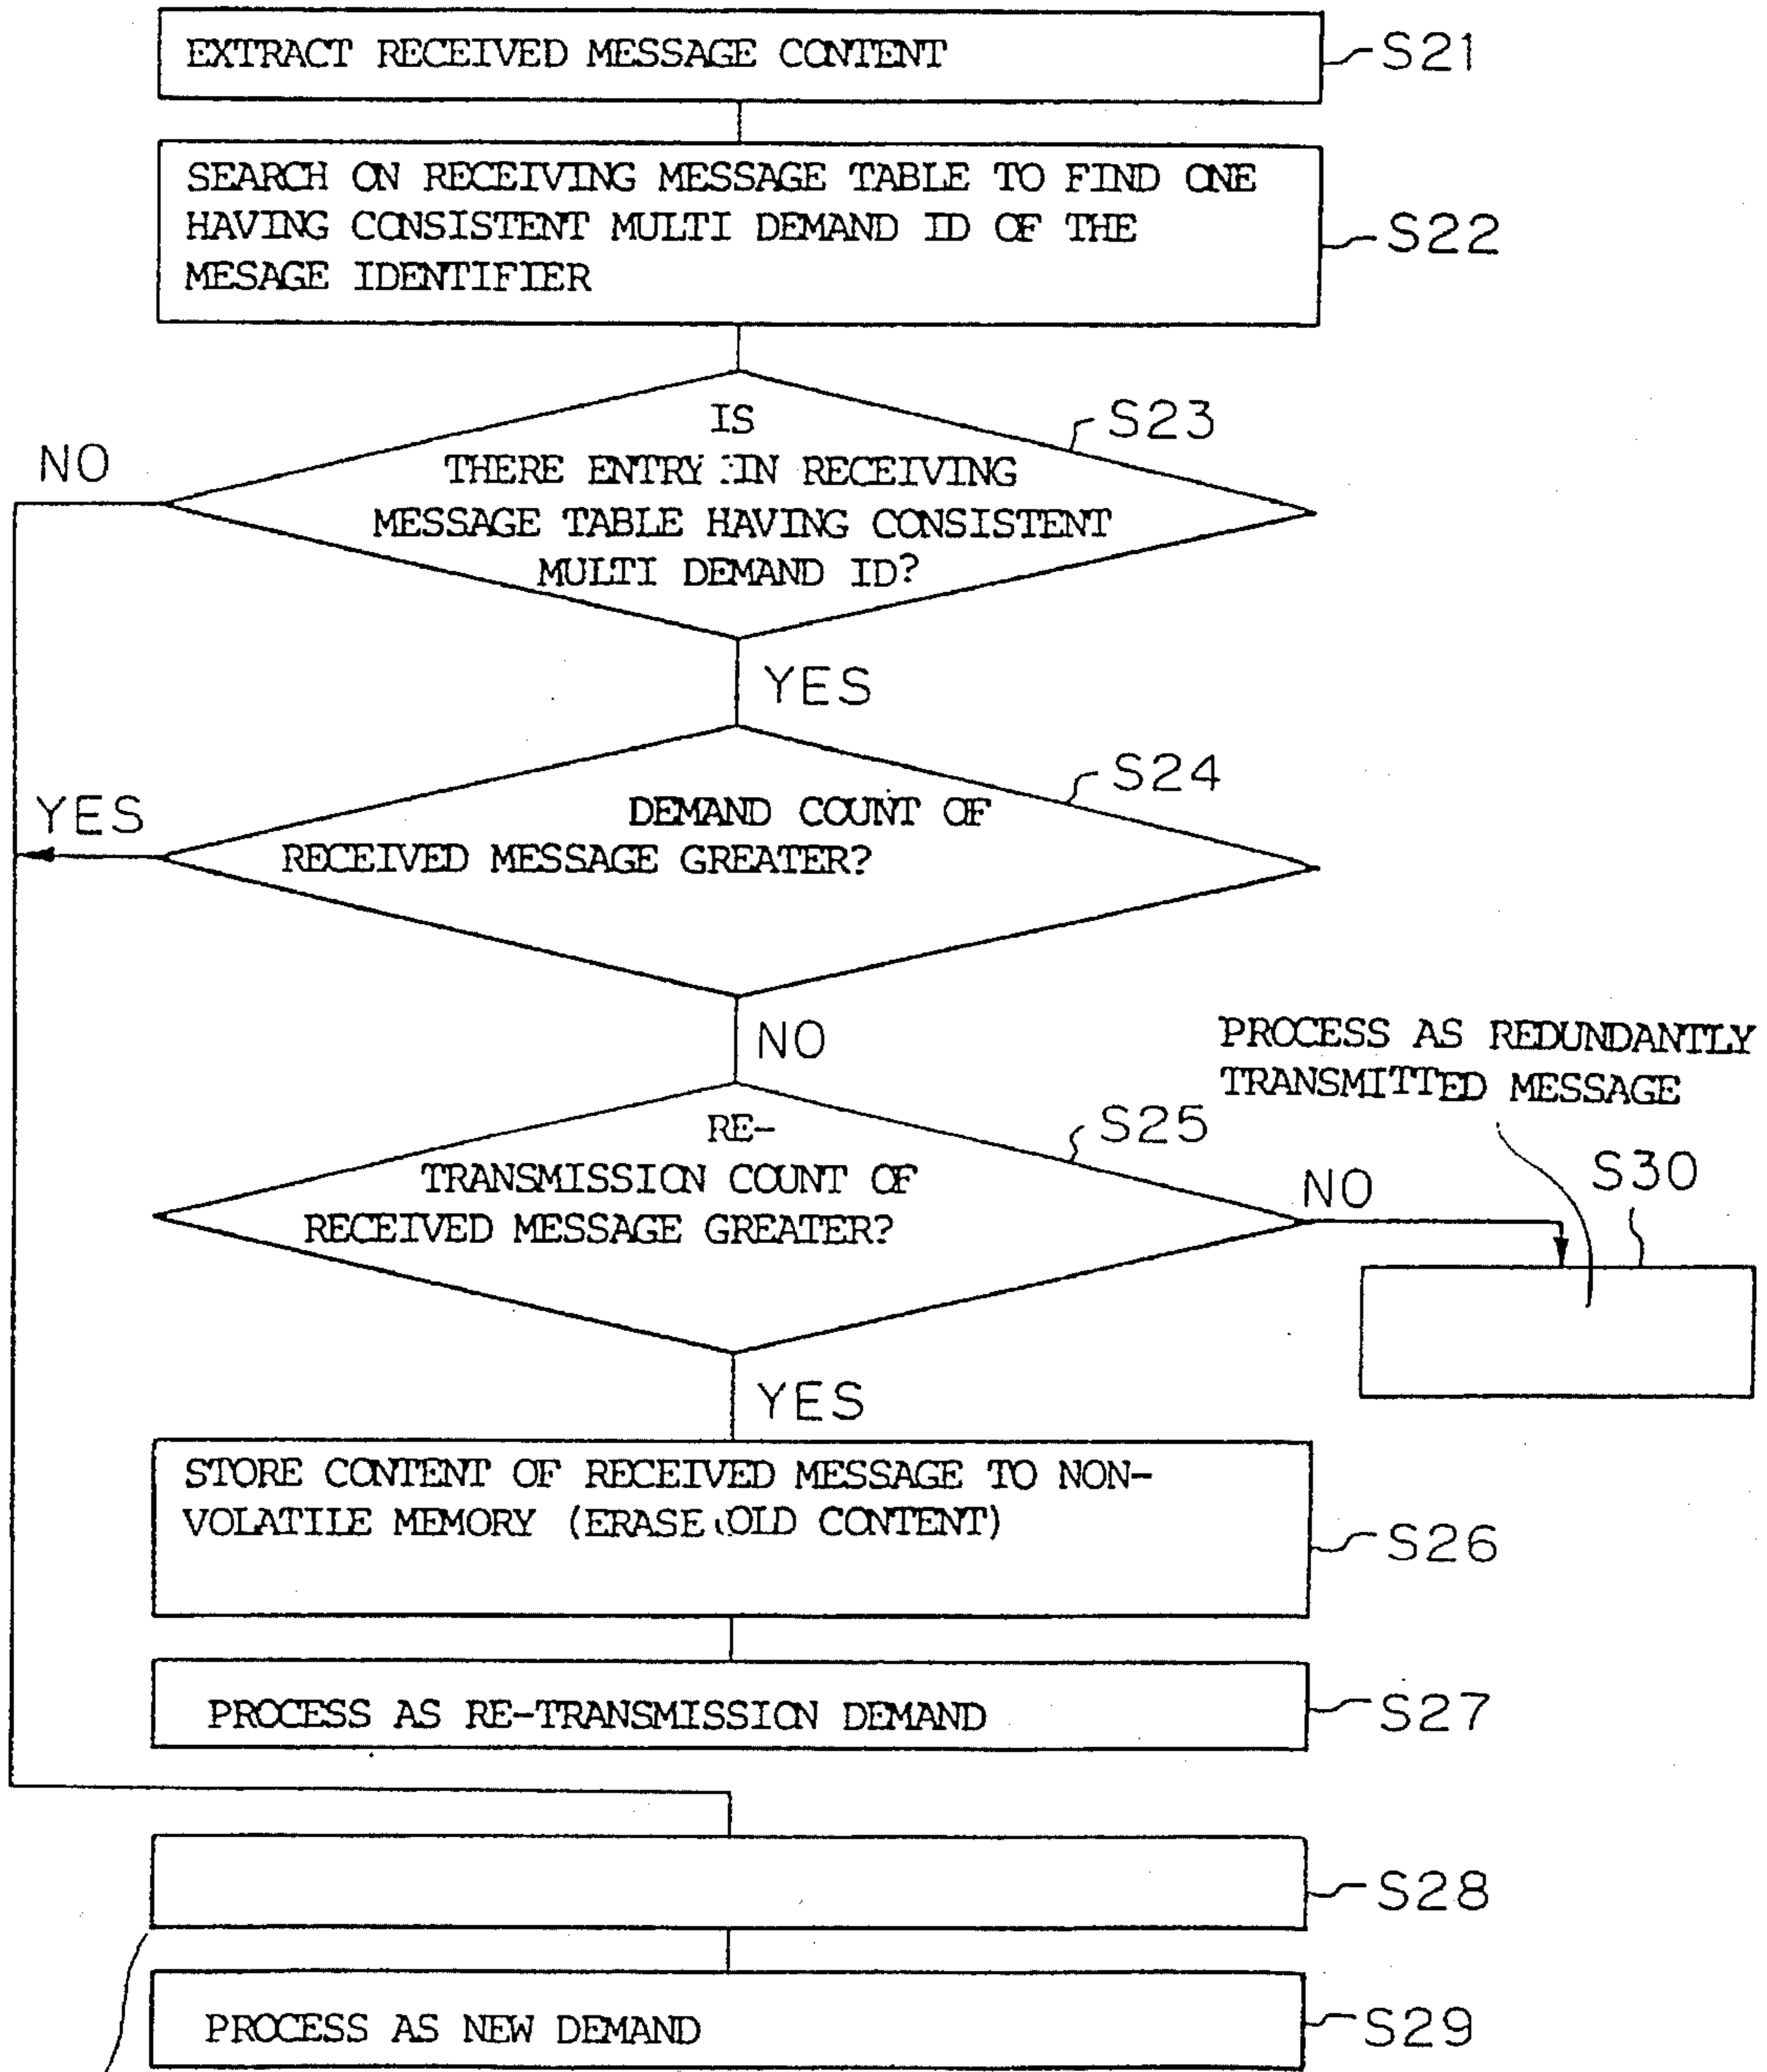 EXTRACT RECEIVED MESSAGE CONTENT
S21
SEARCH ON RECEIVING MESSAGE TABLE TO FIND ONE
HAVING CONSISTENT MULTI DEMAND ID OF THE
MESAGE IDENTIFIER
S22
IS
THERE ENTRY IN RECEIVING
MESSAGE TABLE HAVING CONSISTENT
MULTI DEMAND ID?
S23
NO
YES
DEMAND COUNT OF
RECEIVED MESSAGE GREATER?
S24
YES
NO
RE-
TRANSMISSION COUNT OF
RECEIVED MESSAGE GREATER?
S25
NO
PROCESS AS REDUNDANTLY
TRANSMITTED MESSAGE
S30
YES
STORE CONTENT OF RECEIVED MESSAGE TO NON-
VOLATILE MEMORY (ERASE OLD CONTENT)
S26
PROCESS AS RE-TRANSMISSION DEMAND
S27
S28
PROCESS AS NEW DEMAND
S29